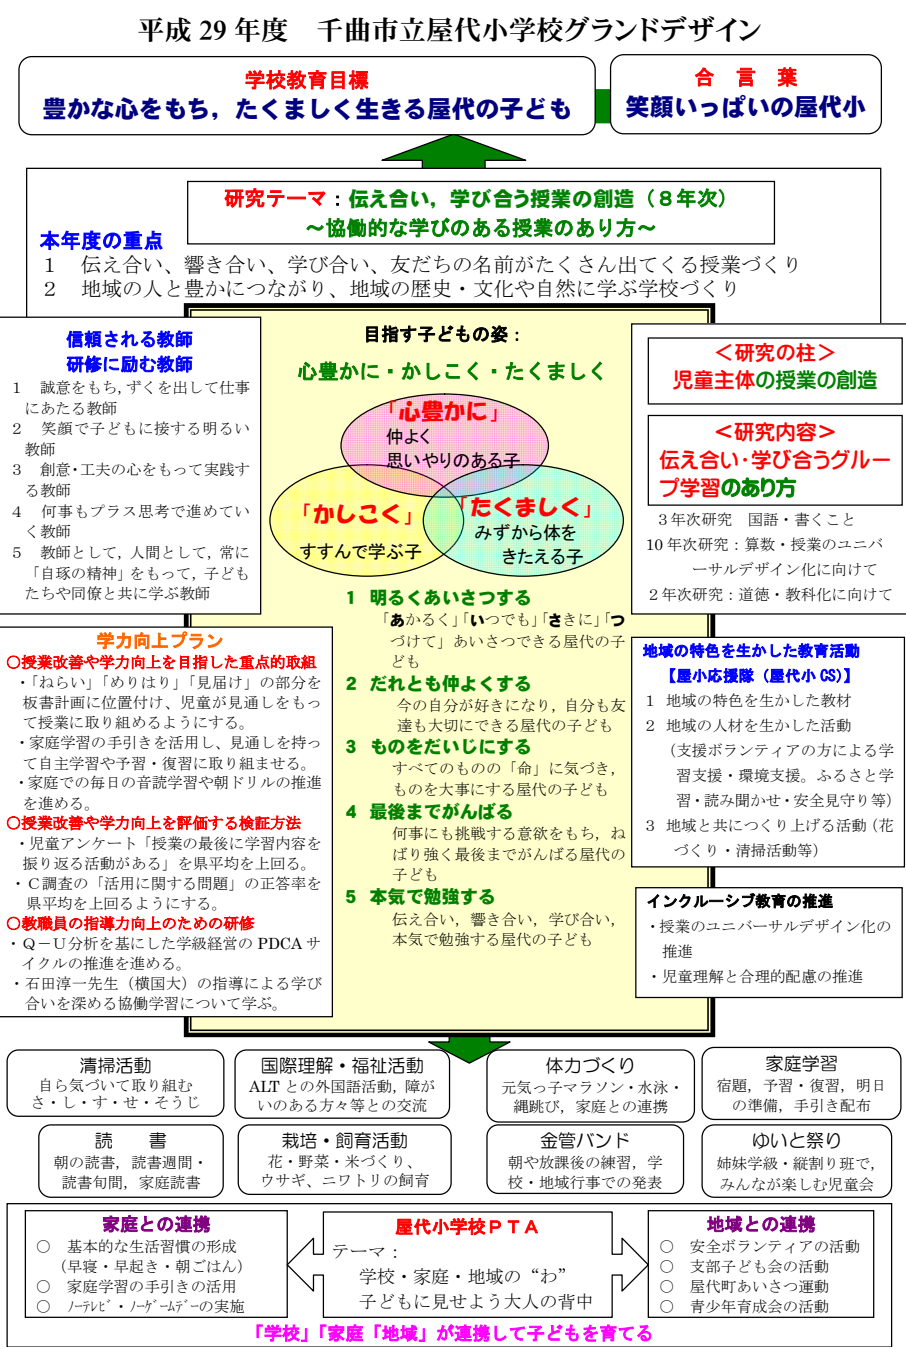 平成 29 年度　千曲市立屋代小学校グランドデザイン
学校教育目標
豊かな心をもち，たくましく生きる屋代の子ども
合　言　葉
笑顔いっぱいの屋代小
研究テーマ：伝え合い，学び合う授業の創造（８年次）
～協働的な学びのある授業のあり方～
本年度の重点
１　伝え合い、響き合い、学び合い、友だちの名前がたくさん出てくる授業づくり
２　地域の人と豊かにつながり、地域の歴史・文化や自然に学ぶ学校づくり
信頼される教師
研修に励む教師
１　誠意をもち，ずくを出して仕事
にあたる教師
２　笑顔で子どもに接する明るい
教師
３　創意・工夫の心をもって実践す
る教師
４　何事もプラス思考で進めてい
く教師
５　教師として，人間として，常に
「自琢の精神」をもって，子ども
たちや同僚と共に学ぶ教師
学力向上プラン
○授業改善や学力向上を目指した重点的取組
・「ねらい」「めりはり」「見届け」の部分を
板書計画に位置付け、児童が見通しをもっ
て授業に取り組めるようにする。
・家庭学習の手引きを活用し、見通しを持っ
て自主学習や予習・復習に取り組ませる。
・家庭での毎日の音読学習や朝ドリルの推進
を進める。
○授業改善や学力向上を評価する検証方法
・児童アンケート「授業の最後に学習内容を
振り返る活動がある」を県平均を上回る。
・Ｃ調査の「活用に関する問題」の正答率を
県平均を上回るようにする。
○教職員の指導力向上のための研修
・Ｑ－Ｕ分析を基にした学級経営の PDCA サ
イクルの推進を進める。
・石田淳一先生（横国大）の指導による学び
合いを深める協働学習について学ぶ。
目指す子どもの姿：
心豊かに・かしこく・たくましく
「心豊かに」
仲よく
思いやりのある子
「かしこく」
すすんで学ぶ子
「たくましく」
みずから体を
きたえる子
１　明るくあいさつする
「あかるく」「いつでも」「さきに」「つ
づけて」あいさつできる屋代の子
ども
２　だれとも仲よくする
今の自分が好きになり，自分も友
達も大切にできる屋代の子ども
３　ものをだいじにする
すべてのものの「命」に気づき，
ものを大事にする屋代の子ども
４　最後までがんばる
何事にも挑戦する意欲をもち，ね
ばり強く最後までがんばる屋代の
子ども
５　本気で勉強する
伝え合い，響き合い，学び合い，
本気で勉強する屋代の子ども
＜研究の柱＞
児童主体の授業の創造
＜研究内容＞
伝え合い・学び合うグルー
プ学習のあり方
３年次研究　国語・書くこと
10 年次研究：算数・授業のユニバ
ーサルデザイン化に向けて
２年次研究：道徳・教科化に向けて
地域の特色を生かした教育活動
【屋小応援隊（屋代小 CS)】
１ 地域の特色を生かした教材
２ 地域の人材を生かした活動
（支援ボランティアの方による学
習支援・環境支援。ふるさと学
習・読み聞かせ・安全見守り等）
３ 地域と共につくり上げる活動（花
づくり・清掃活動等）
インクルーシブ教育の推進
・授業のユニバーサルデザイン化の
推進
・児童理解と合理的配慮の推進
清掃活動
自ら気づいて取り組む
さ・し・す・せ・そうじ
国際理解・福祉活動
ALT との外国語活動，障が
いのある方々等との交流
体力づくり
元気っ子マラソン・水泳・
縄跳び，家庭との連携
家庭学習
宿題，予習・復習，明日
の準備，手引き配布
読　　書
朝の読書，読書週間・
読書旬間，家庭読書
栽培・飼育活動
花・野菜・米づくり、
ウサギ、ニワトリの飼育
金管バンド
朝や放課後の練習，学
校・地域行事での発表
ゆいと祭り
姉妹学級・縦割り班で，
みんなが楽しむ児童会
家庭との連携
○　基本的な生活習慣の形成
（早寝・早起き・朝ごはん）
○　家庭学習の手引きの活用
○　ﾉｰﾃﾚﾋﾞ・ﾉｰｹﾞｰﾑﾃﾞｰの実施
屋代小学校ＰＴＡ
テーマ：
学校・家庭・地域の“わ”
子どもに見せよう大人の背中
地域との連携
○　安全ボランティアの活動
○　支部子ども会の活動
○　屋代町あいさつ運動
○　青少年育成会の活動
「学校」「家庭「地域」が連携して子どもを育てる